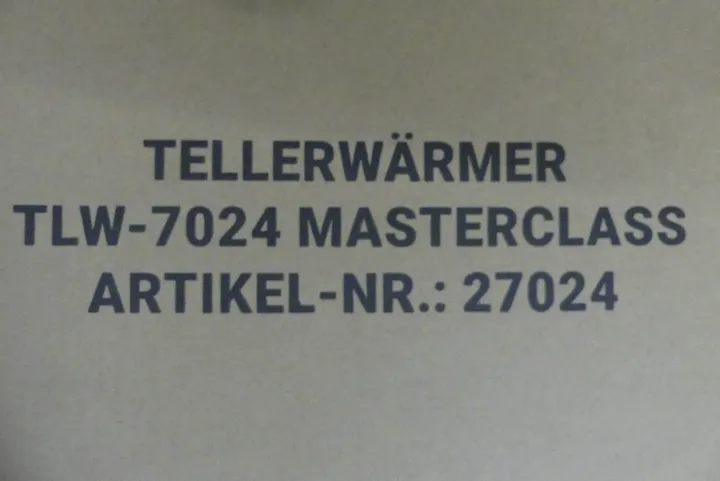 TELLERWÄRMER
TLW-7024 MASTERCLASS
ARTIKEL-NR.: 27024